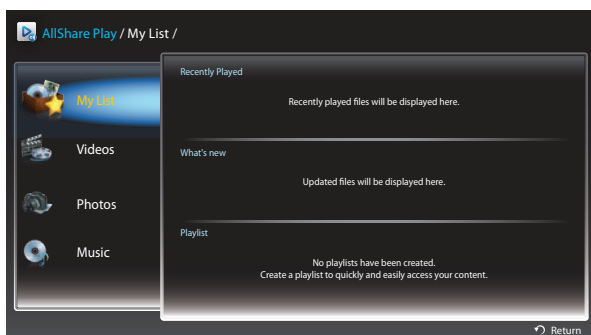 AllShare Play / My List /
My List
Videos
Photos
Music
Recently Played
Recently played files will be displayed here.
What's new
Updated files will be displayed here.
Playlist
No playlists have been created.
Create a playlist to quickly and easily access your content.
Return